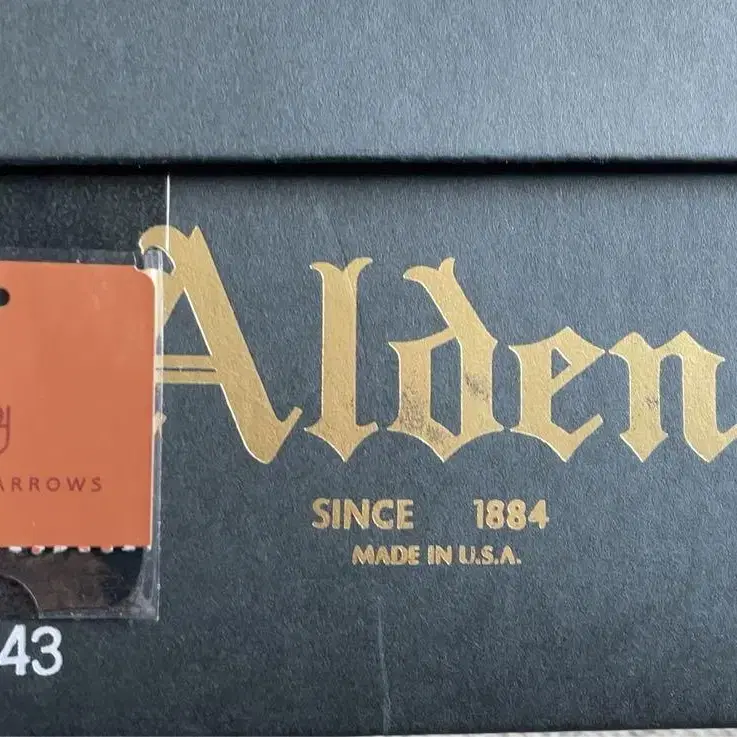 Alden
SINCE 1884
MADE IN U.S.A.
ARROWS
43